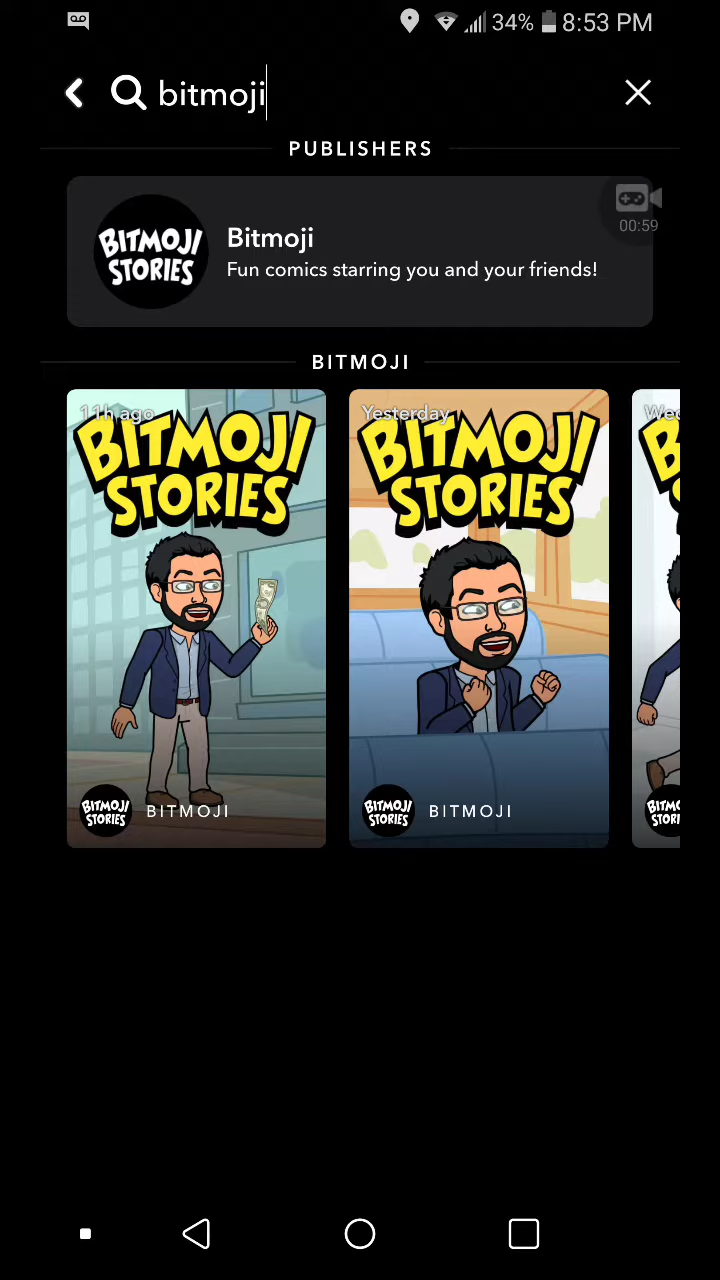 34% 8:53 PM
bitmoji
PUBLISHERS
BITMOJI
STORIES
Bitmoji
Fun comics starring you and your friends!
00:59
BITMOJI
11h ago
BITMOJI
STORIES
BITMOJI
STORIES
BITMOJI
Yesterday
BITMOJI
STORIES
BITMOJI
STORIES
BITMOJI